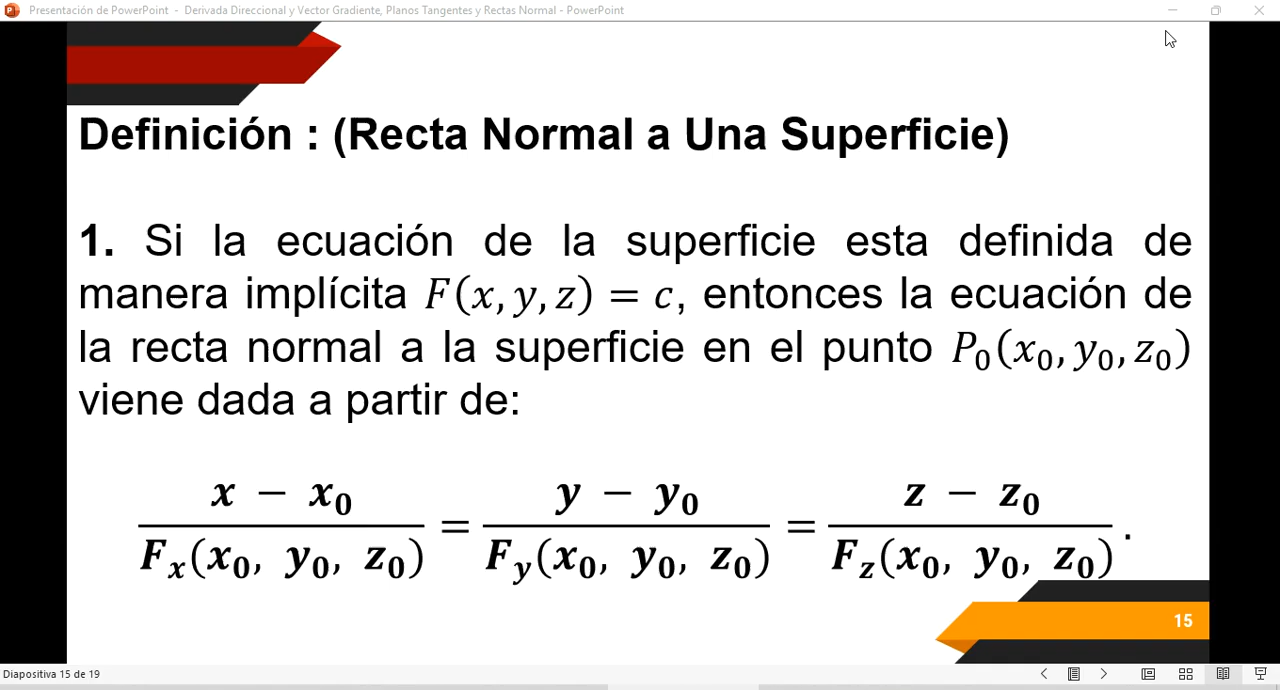 Presentación de PowerPoint - Derivada Direccional y Vector Gradiente, Planos Tangentes y Rectas Normal - PowerPoint
Definición : (Recta Normal a Una Superficie)
1. Si la ecuación de la superficie esta definida de
manera implícita F(x, y, z) = c, entonces la ecuación de
la recta normal a la superficie en el punto P₀(x₀, y₀, z₀)
viene dada a partir de:
x − x₀ / Fₓ(x₀, y₀, z₀) = y − y₀ / F_y(x₀, y₀, z₀) = z − z₀ / F_z(x₀, y₀, z₀) .
15
Diapositiva 15 de 19